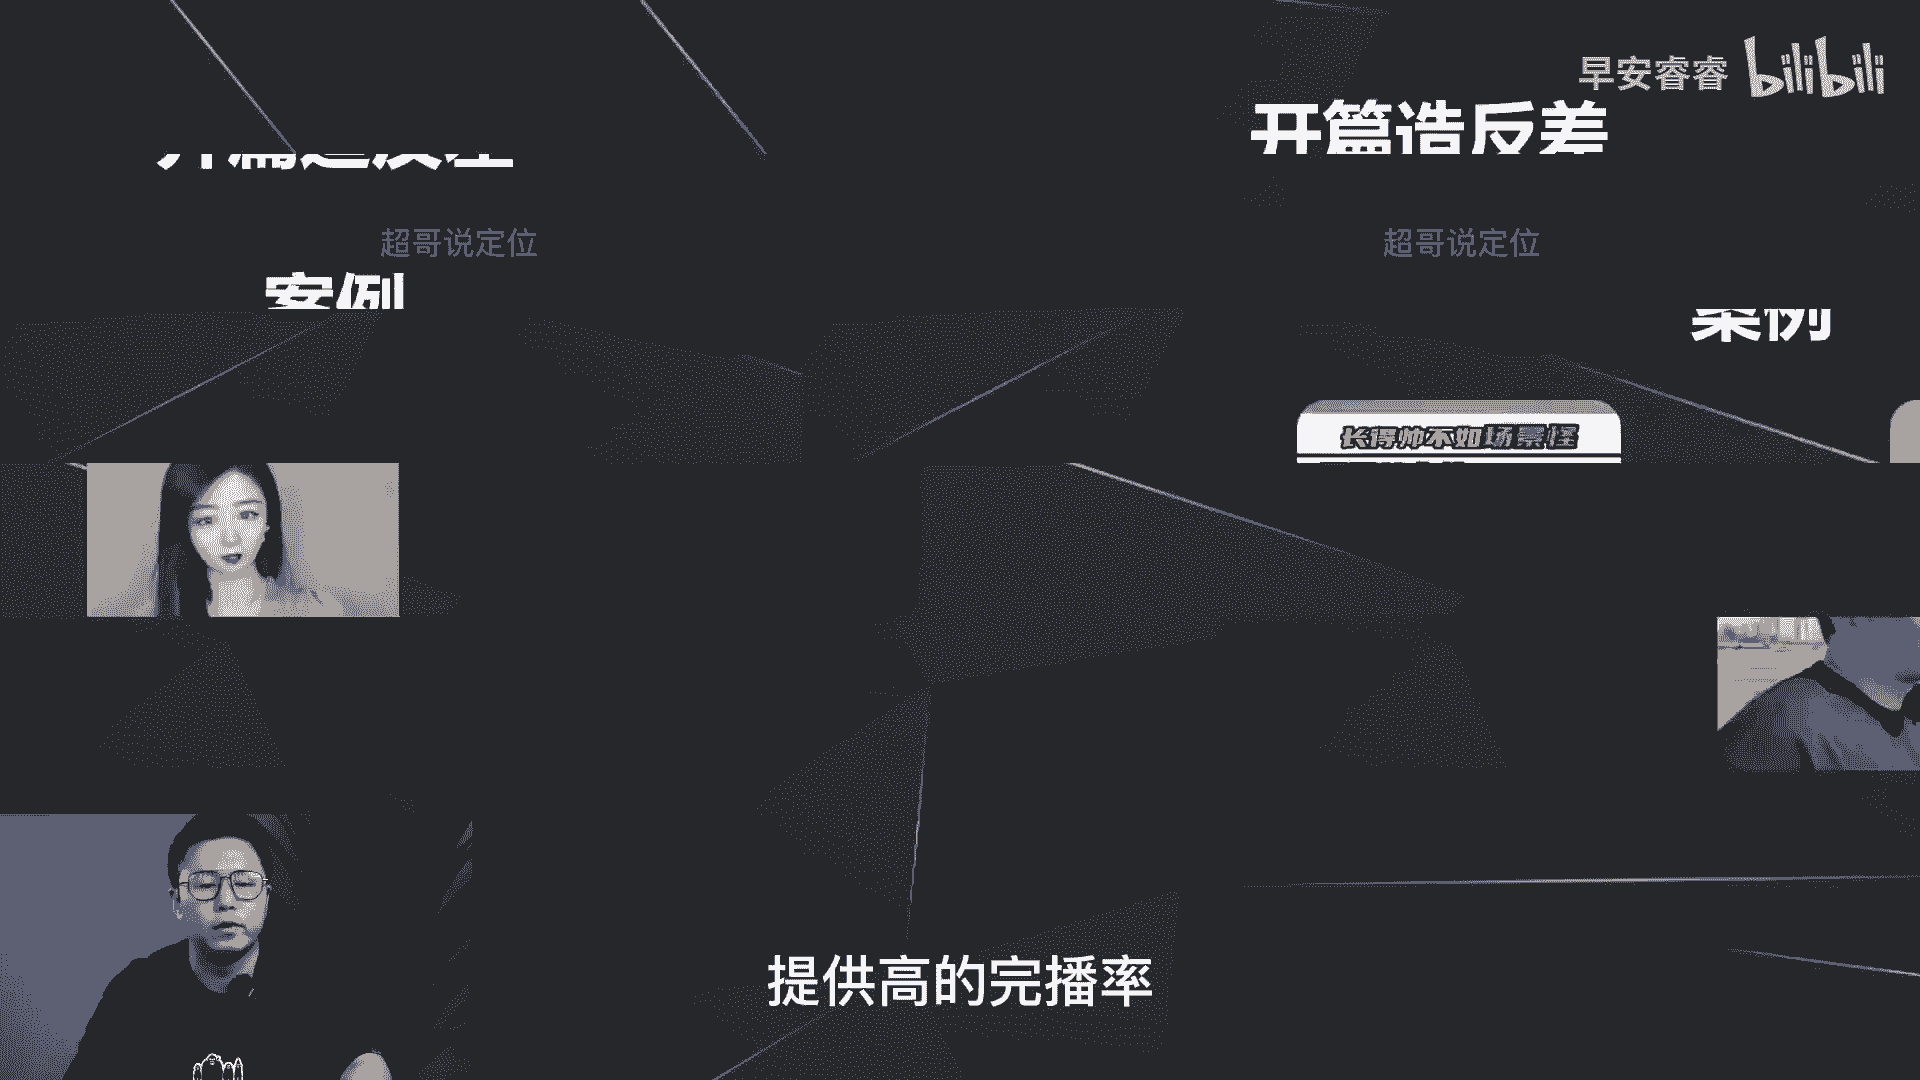 早安睿睿 bilibili
开篇造反差
超哥说定位
超哥说定位
案例
案例
长得帅不如场景怪
提供高的完播率